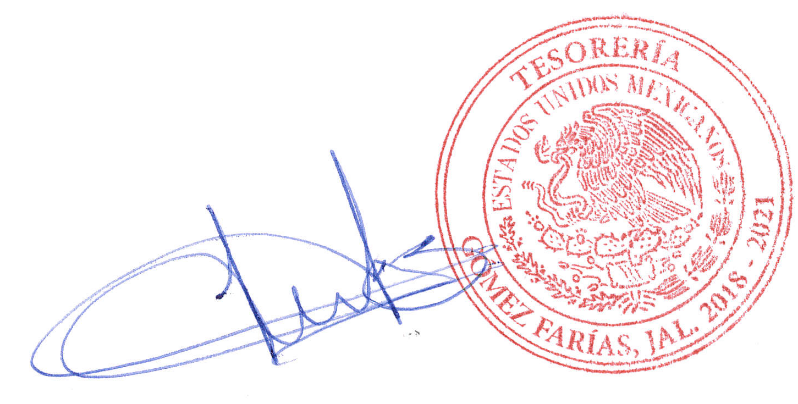 TESORERÍA
ESTADOS UNIDOS MEXICANOS
GÓMEZ FARÍAS, JAL. 2018 - 2021